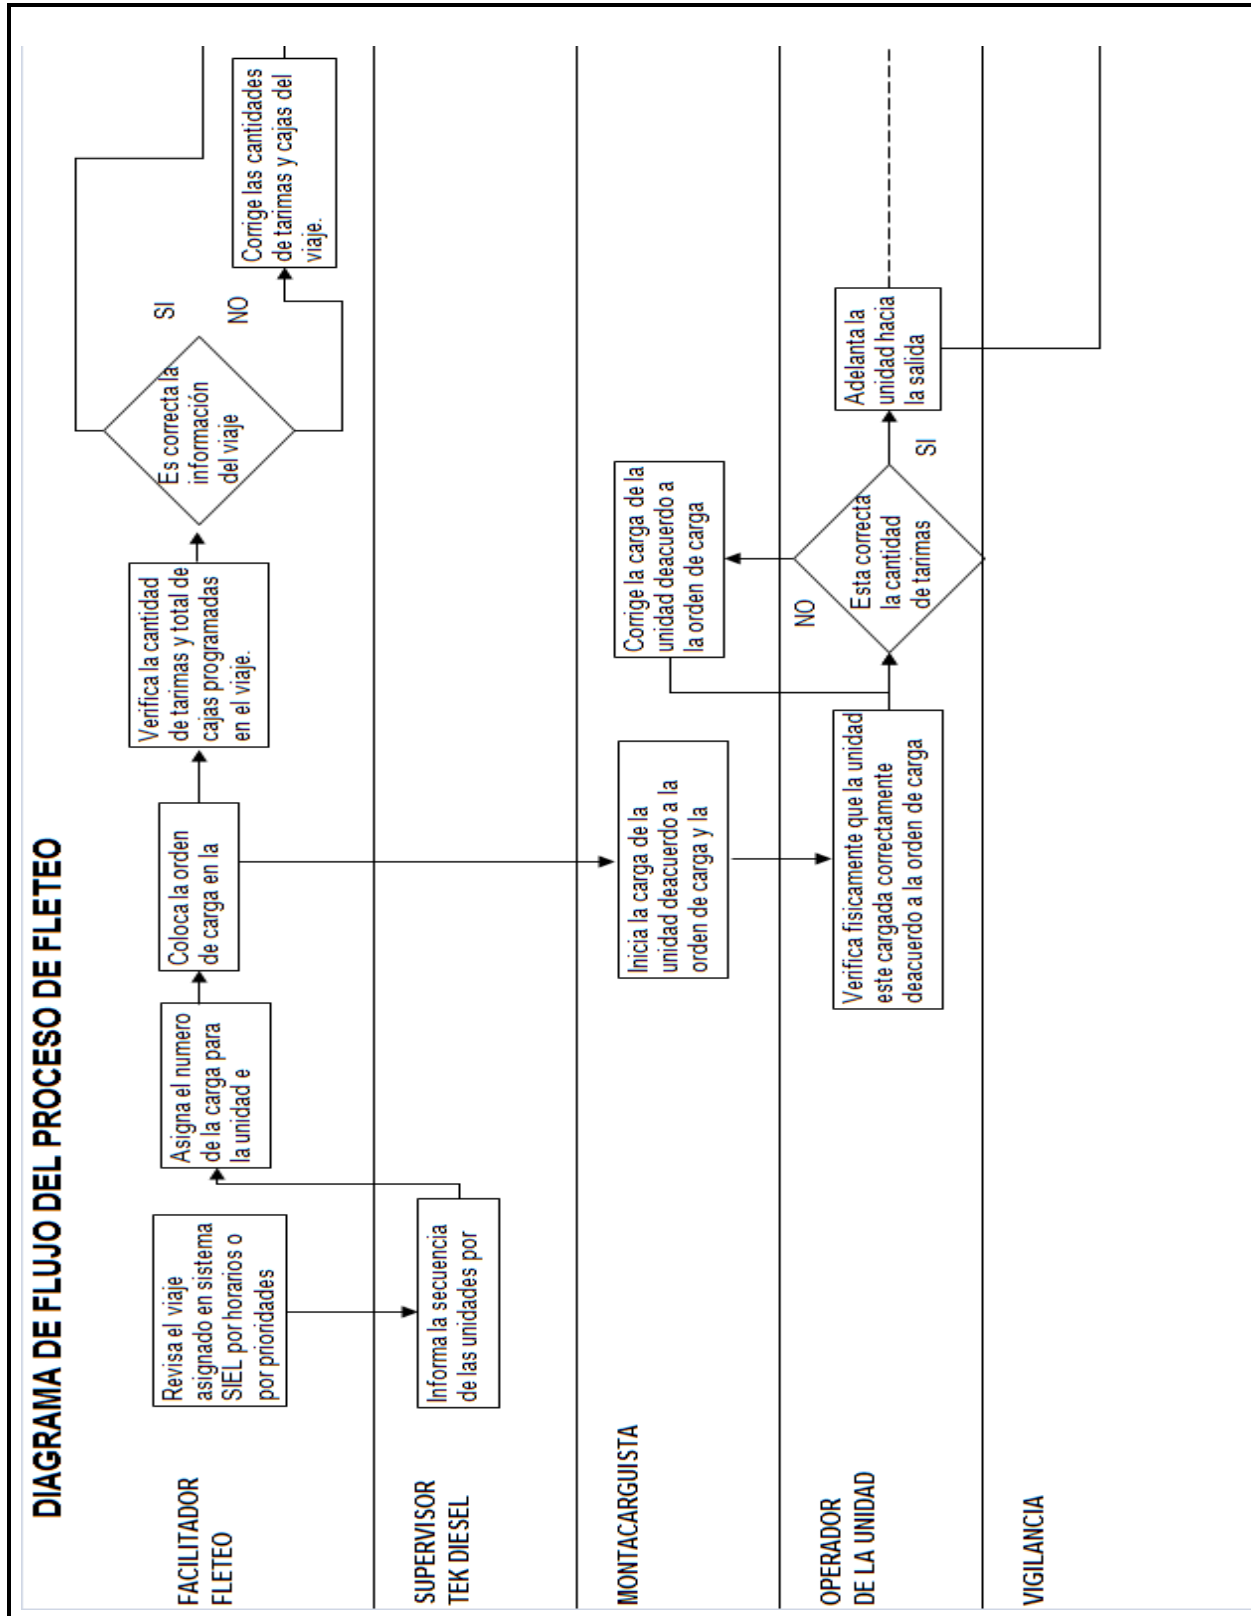 DIAGRAMA DE FLUJO DEL PROCESO DE FLETEO
FACILITADOR
FLETEO
Revisa el viaje
asignado en sistema
SIEL por horarios o
por prioridades
Asigna el numero
de la carga para
la unidad e
Coloca la orden
de carga en la
Verifica la cantidad
de tarimas y total de
cajas programadas
en el viaje.
Es correcta la
información
del viaje
SI
NO
Corrige las cantidades
de tarimas y cajas del
viaje.
SUPERVISOR
TEK DIESEL
Informa la secuencia
de las unidades por
MONTACARGUISTA
Inicia la carga de la
unidad deacuerdo a la
orden de carga y la
Corrige la carga de la
unidad deacuerdo a
la orden de carga
OPERADOR
DE LA UNIDAD
Verifica fisicamente que la unidad
este cargada correctamente
deacuerdo a la orden de carga
NO
Esta correcta
la cantidad
de tarimas
SI
Adelanta la
unidad hacia
la salida
VIGILANCIA